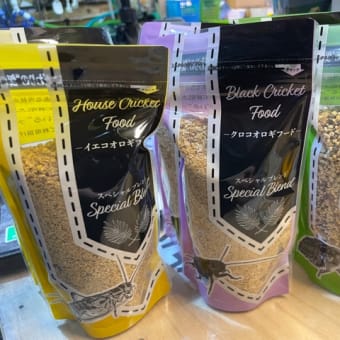 House Cricket
Food
ーイエコオロギフ
スペシャルブレンド
Special Blend
Black Cricket
Food
ークロコオロギフードー
スペシャルブレンド
Special Blend